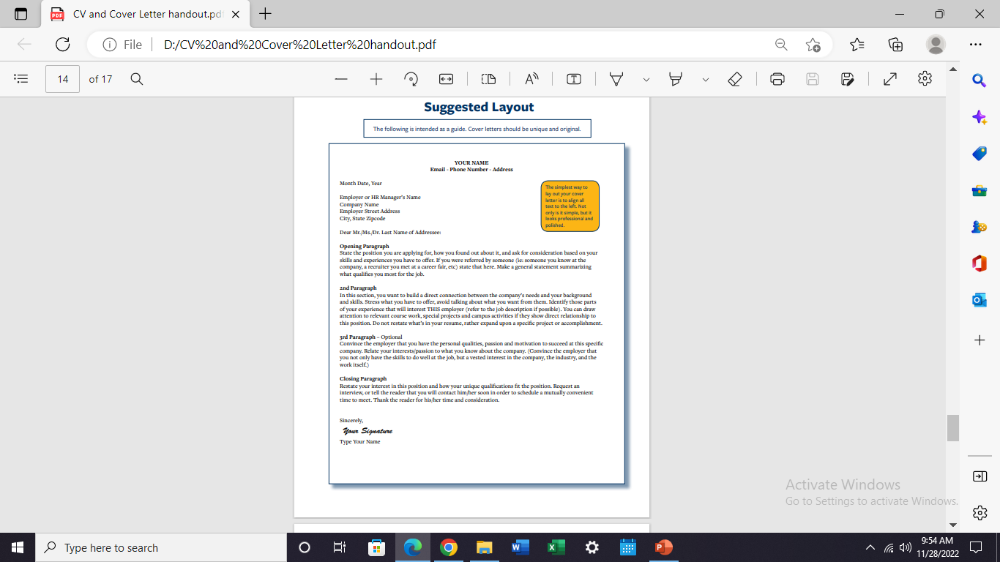 CV and Cover Letter handout.pd
File
D:/CV%20and%20Cover%20Letter%20handout.pdf
14 of 17
Suggested Layout
The following is intended as a guide. Cover letters should be unique and original.
YOUR NAME
Email - Phone Number - Address
Month Date, Year
Employer or HR Manager's Name
Company Name
Employer Street Address
City, State Zipcode
The simplest way to
lay out your cover
letter is to align all
text to the left. Not
only is it simple, but it
looks professional and
polished.
Dear Mr./Ms./Dr. Last Name of Addressee:
Opening Paragraph
State the position you are applying for, how you found out about it, and ask for consideration based on your
skills and experiences you have to offer. If you were referred by someone (ie: someone you know at the
company, a recruiter you met at a career fair, etc) state that here. Make a general statement summarizing
what qualifies you most for the job.
2nd Paragraph
In this section, you want to build a direct connection between the company's needs and your background
and skills. Stress what you have to offer, avoid talking about what you want from them. Identify those parts
of your experience that will interest THIS employer (refer to the job description if possible). You can draw
attention to relevant course work, special projects and campus activities if they show direct relationship to
this position. Do not restate what's in your resume, rather expand upon a specific project or accomplishment.
3rd Paragraph – Optional
Convince the employer that you have the personal qualities, passion and motivation to succeed at this specific
company. Relate your interests/passion to what you know about the company. (Convince the employer that
you not only have the skills to do well at the job, but a vested interest in the company, the industry, and the
work itself.)
Closing Paragraph
Restate your interest in this position and how your unique qualifications fit the position. Request an
interview, or tell the reader that you will contact him/her soon in order to schedule a mutually convenient
time to meet. Thank the reader for his/her time and consideration.
Sincerely,
Your Signature
Type Your Name
Activate Windows
Go to Settings to activate Windows.
Type here to search
9:54 AM
11/28/2022